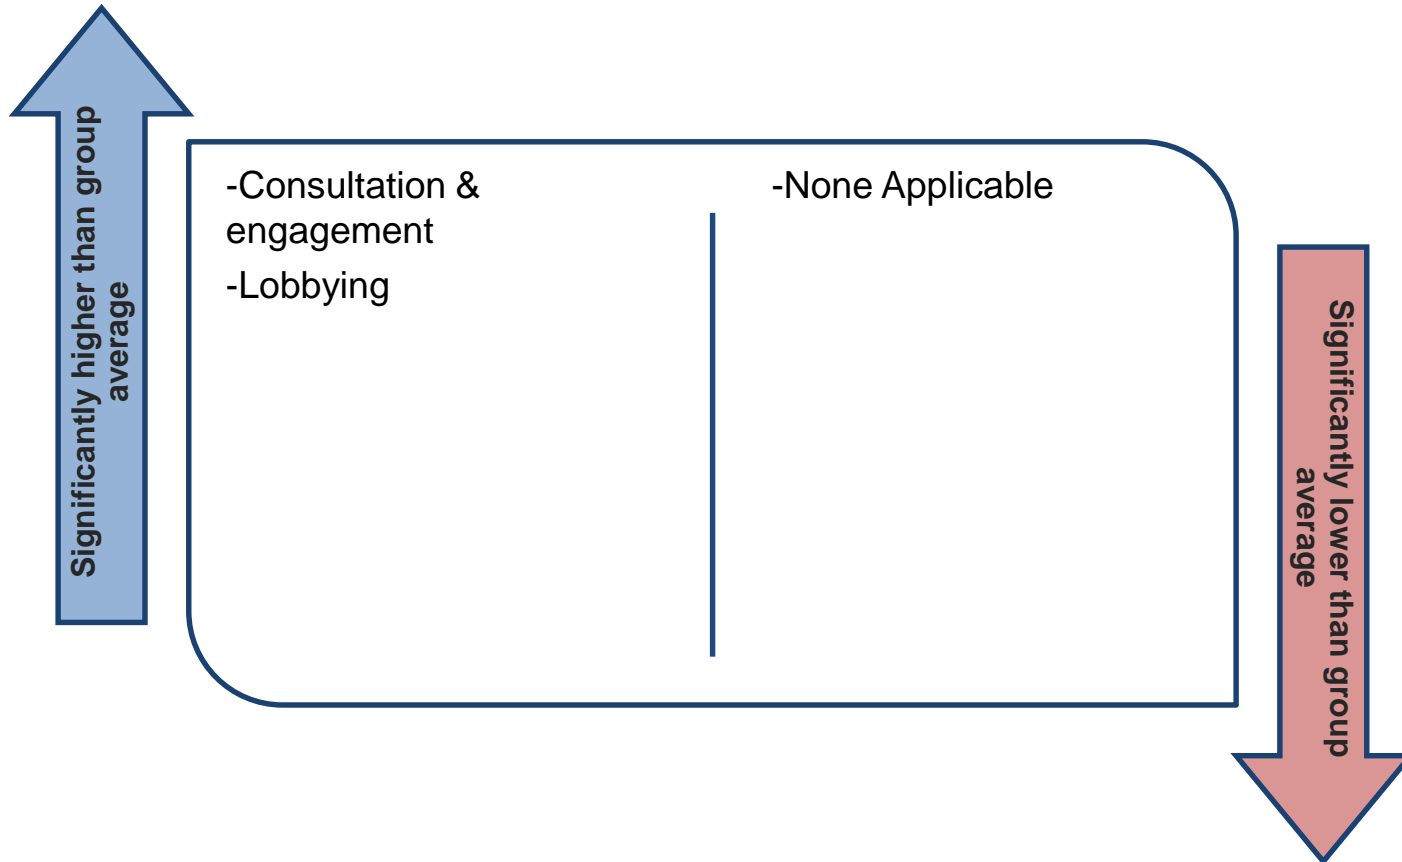 Significantly higher than group
average
-Consultation &
engagement
-Lobbying
-None Applicable
Significantly lower than group
average